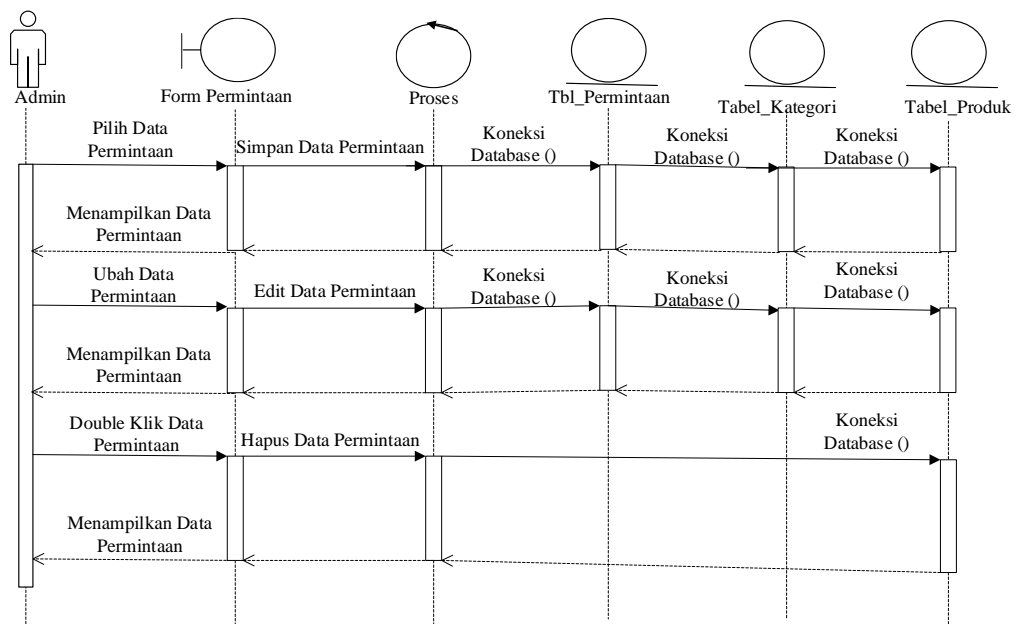 Admin
Form Permintaan
Proses
Tbl_Permintaan
Tabel_Kategori
Tabel_Produk
Pilih Data
Permintaan
Simpan Data Permintaan
Koneksi
Database ()
Koneksi
Database ()
Koneksi
Database ()
Menampilkan Data
Permintaan
Ubah Data
Permintaan
Edit Data Permintaan
Koneksi
Database ()
Koneksi
Database ()
Koneksi
Database ()
Menampilkan Data
Permintaan
Double Klik Data
Permintaan
Hapus Data Permintaan
Koneksi
Database ()
Menampilkan Data
Permintaan